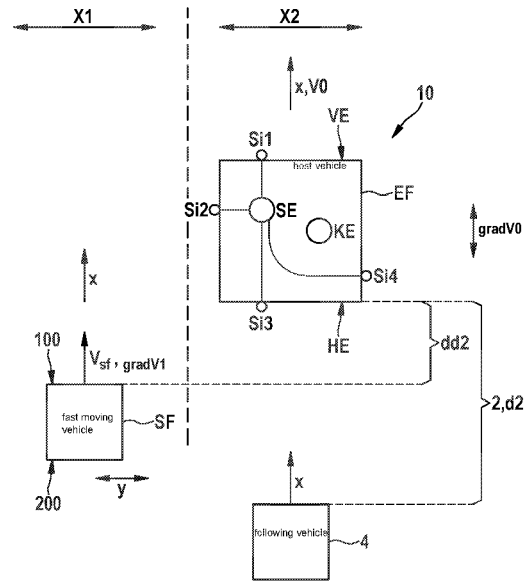 X1
X2
x,V0
10
VE
Si1
host vehicle
EF
Si2
SE
KE
gradV0
x
Si4
Si3
HE
100
Vsf, gradV1
dd2
fast moving
vehicle
SF
2,d2
y
200
x
following vehicle
4